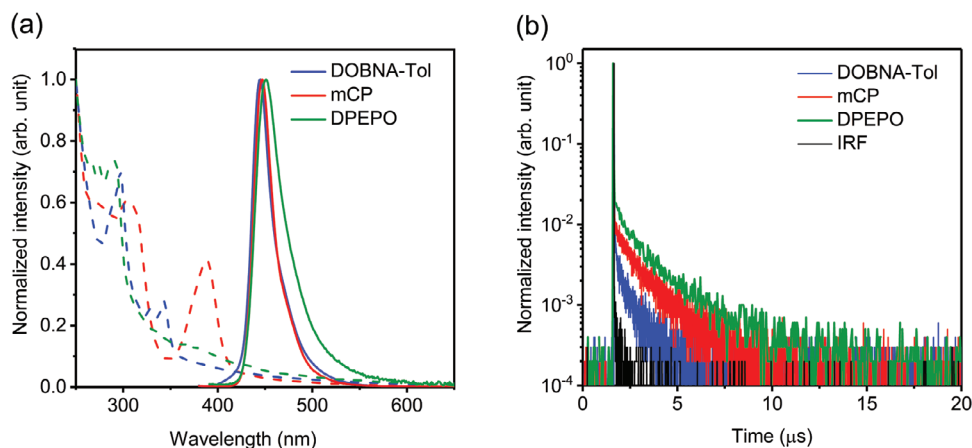 (a)
Normalized intensity (arb. unit)
1.0
0.8
0.6
0.4
0.2
0.0
DOBNA-Tol
mCP
DPEPO
300 400 500 600
Wavelength (nm)
(b)
Normalized intensity (arb. unit)
10⁰
10⁻¹
10⁻²
10⁻³
10⁻⁴
DOBNA-Tol
mCP
DPEPO
IRF
0 5 10 15 20
Time (μs)